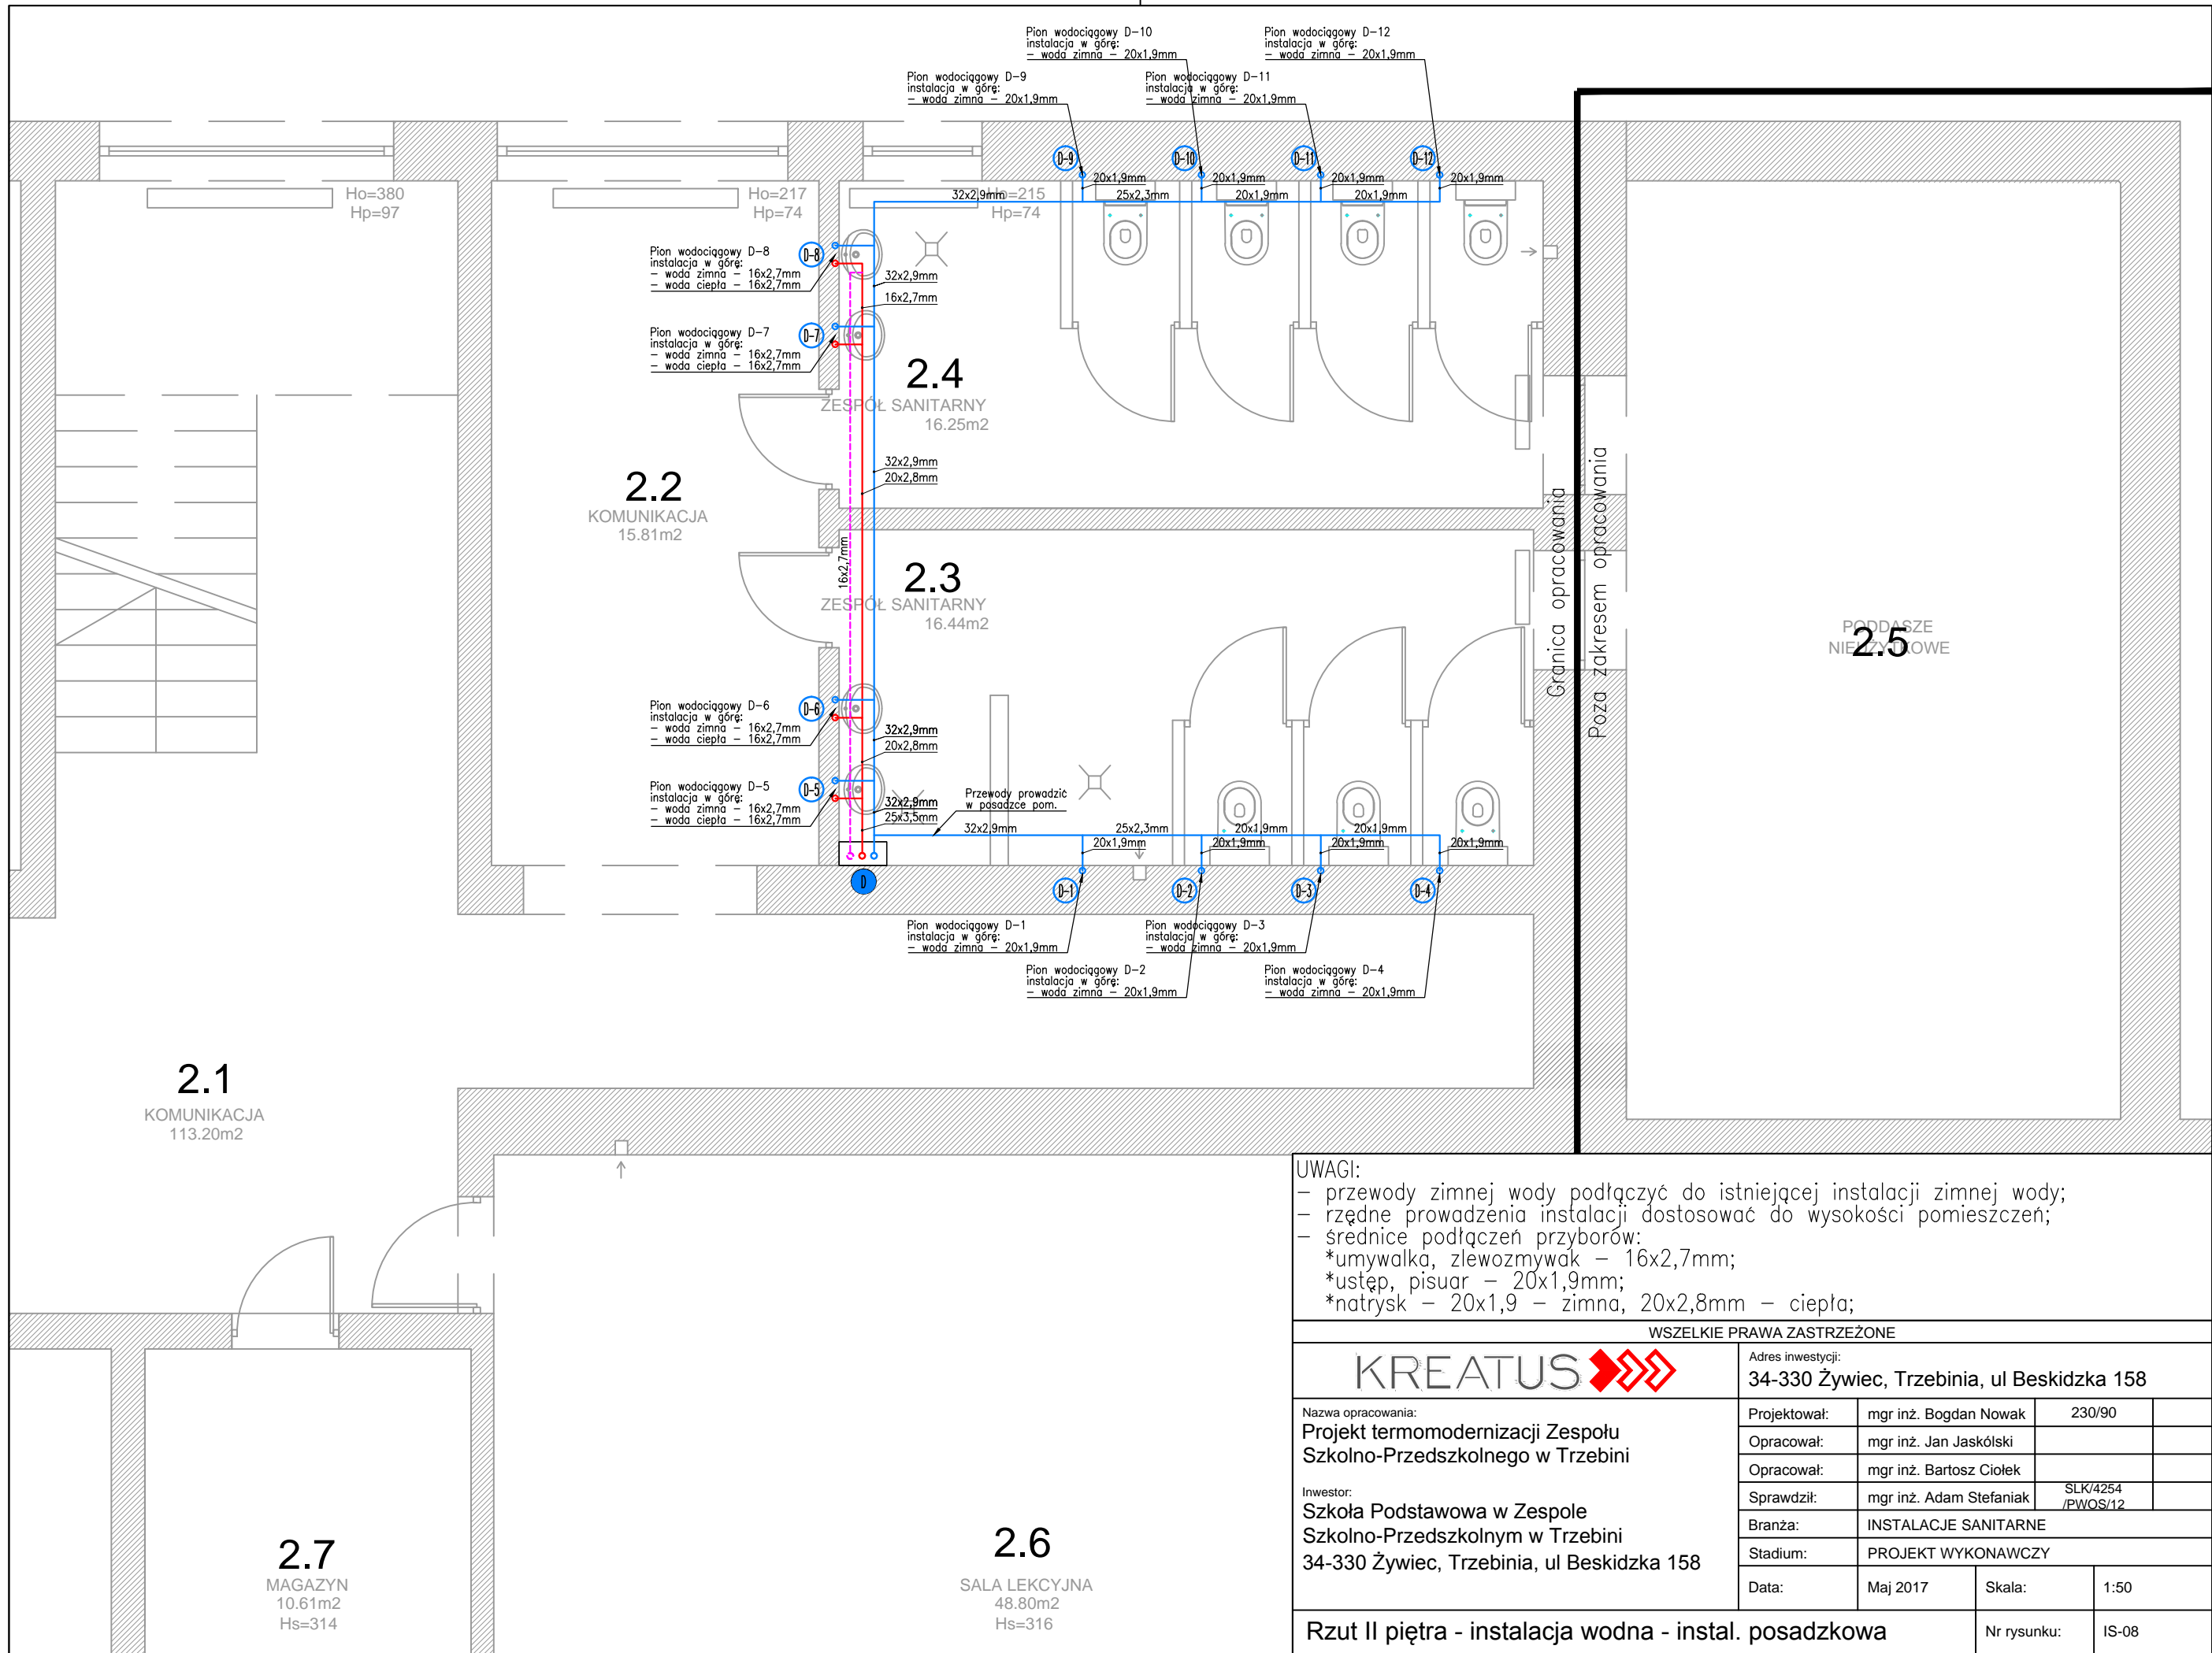 Pion wodociągowy D-10
instalacja w górę:
- woda zimna - 20x1,9mm
Pion wodociągowy D-12
instalacja w górę:
- woda zimna - 20x1,9mm
Pion wodociągowy D-9
instalacja w górę:
- woda zimna - 20x1,9mm
Pion wodociągowy D-11
instalacja w górę:
- woda zimna - 20x1,9mm
D-9
D-10
D-11
D-12
20x1,9mm
20x1,9mm
20x1,9mm
20x1,9mm
32x2,9mm
25x2,3mm
20x1,9mm
20x1,9mm
Ho=380
Hp=97
Ho=217
Hp=74
Ho=215
Hp=74
Pion wodociągowy D-8
instalacja w górę:
- woda zimna - 16x2,7mm
- woda ciepła - 16x2,7mm
D-8
32x2,9mm
16x2,7mm
Pion wodociągowy D-7
instalacja w górę:
- woda zimna - 16x2,7mm
- woda ciepła - 16x2,7mm
D-7
2.4
ZESPÓŁ SANITARNY
16.25m2
32x2,9mm
20x2,8mm
2.2
KOMUNIKACJA
15.81m2
16x2,7mm
2.3
ZESPÓŁ SANITARNY
16.44m2
Granica opracowania
Poza zakresem opracowania
PODDASZE
NIEUŻYTKOWE
2.5
Pion wodociągowy D-6
instalacja w górę:
- woda zimna - 16x2,7mm
- woda ciepła - 16x2,7mm
D-6
32x2,9mm
20x2,8mm
Pion wodociągowy D-5
instalacja w górę:
- woda zimna - 16x2,7mm
- woda ciepła - 16x2,7mm
D-5
32x2,9mm
25x3,5mm
Przewody prowadzić
w posadzce pom.
32x2,9mm
25x2,3mm
20x1,9mm
20x1,9mm
20x1,9mm
20x1,9mm
20x1,9mm
20x1,9mm
D
D-1
D-2
D-3
D-4
Pion wodociągowy D-1
instalacja w górę:
- woda zimna - 20x1,9mm
Pion wodociągowy D-3
instalacja w górę:
- woda zimna - 20x1,9mm
Pion wodociągowy D-2
instalacja w górę:
- woda zimna - 20x1,9mm
Pion wodociągowy D-4
instalacja w górę:
- woda zimna - 20x1,9mm
2.1
KOMUNIKACJA
113.20m2
2.7
MAGAZYN
10.61m2
Hs=314
2.6
SALA LEKCYJNA
48.80m2
Hs=316
UWAGI:
- przewody zimnej wody podłączyć do istniejącej instalacji zimnej wody;
- rzędne prowadzenia instalacji dostosować do wysokości pomieszczeń;
- średnice podłączeń przyborów:
*umywalka, zlewozmywak - 16x2,7mm;
*ustęp, pisuar - 20x1,9mm;
*natrysk - 20x1,9 - zimna, 20x2,8mm - ciepła;
WSZELKIE PRAWA ZASTRZEŻONE
KREATUS
Adres inwestycji:
34-330 Żywiec, Trzebinia, ul Beskidzka 158
Nazwa opracowania:
Projekt termomodernizacji Zespołu
Szkolno-Przedszkolnego w Trzebini
Inwestor:
Szkoła Podstawowa w Zespole
Szkolno-Przedszkolnym w Trzebini
34-330 Żywiec, Trzebinia, ul Beskidzka 158
Projektował: mgr inż. Bogdan Nowak 230/90
Opracował: mgr inż. Jan Jaskólski
Opracował: mgr inż. Bartosz Ciołek
Sprawdził: mgr inż. Adam Stefaniak SLK/4254
/PWOS/12
Branża: INSTALACJE SANITARNE
Stadium: PROJEKT WYKONAWCZY
Data: Maj 2017 Skala: 1:50
Rzut II piętra - instalacja wodna - instal. posadzkowa
Nr rysunku: IS-08